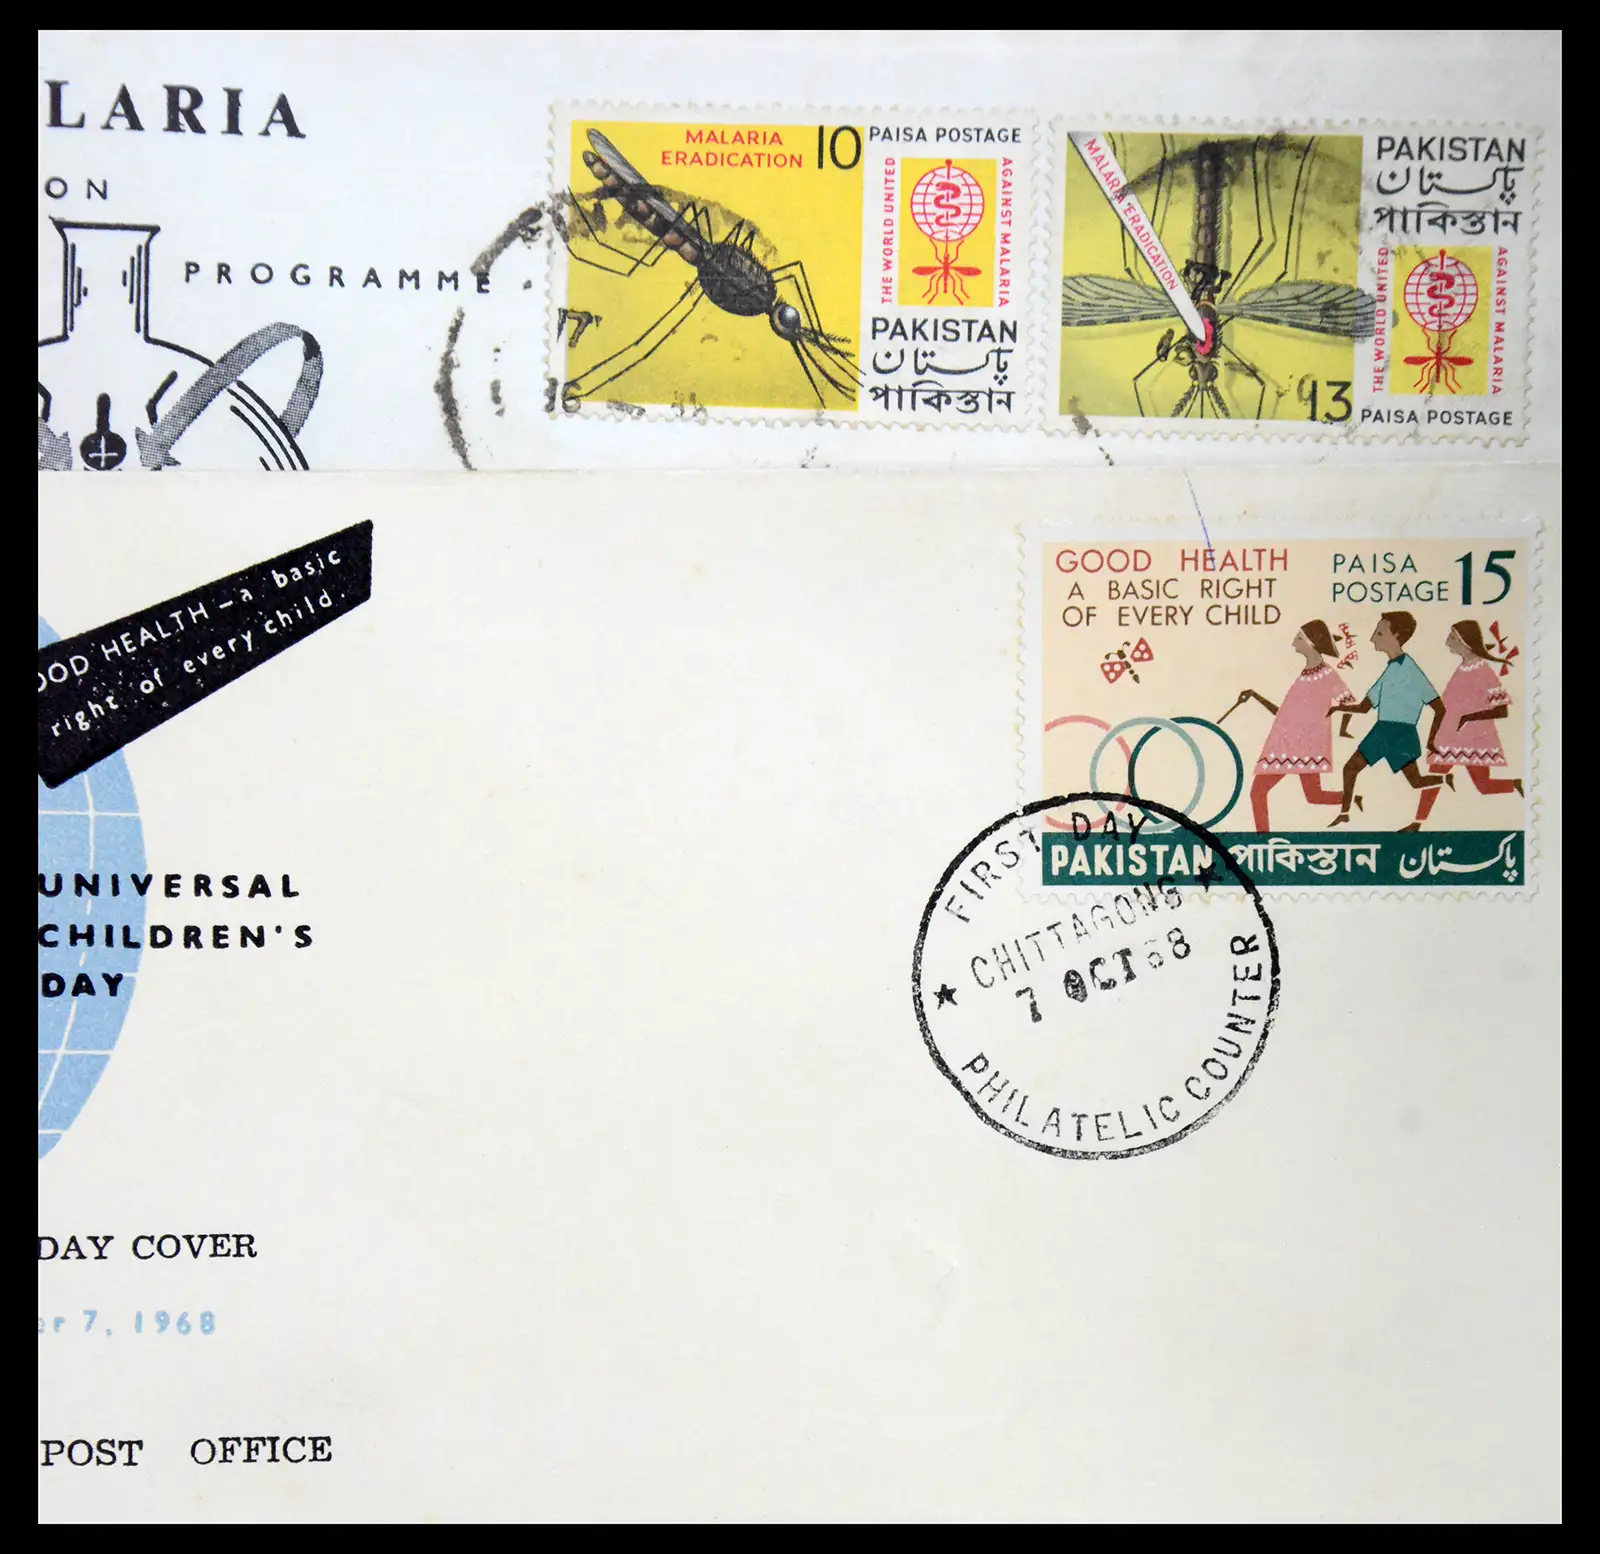 LARIA
ON
PROGRAMME
MALARIA
ERADICATION
10
PAISA POSTAGE
THE WORLD UNITED
AGAINST MALARIA
PAKISTAN
پاکستان
পাকিস্তান
MALARIA ERADICATION
PAKISTAN
پاکستان
পাকিস্তান
THE WORLD UNITED
AGAINST MALARIA
13
PAISA POSTAGE
OOD HEALTH – a basic
right of every child.
UNIVERSAL
CHILDREN'S
DAY
DAY COVER
er 7, 1968
POST OFFICE
GOOD HEALTH
A BASIC RIGHT
OF EVERY CHILD
PAISA
POSTAGE 15
PAKISTAN পাকিস্তান پاکستان
FIRST DAY
CHITTAGONG
7 OCT 68
PHILATELIC COUNTER